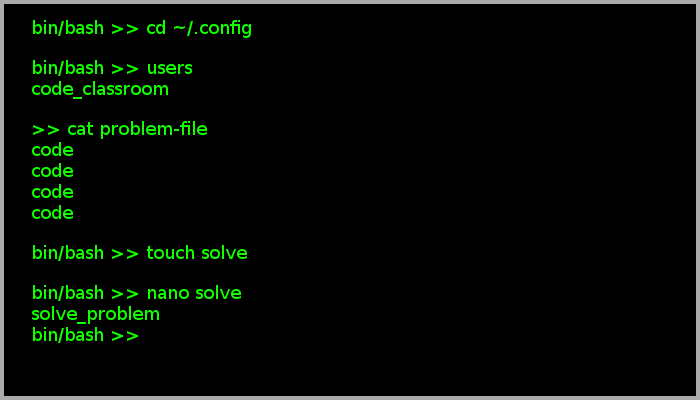 bin/bash >> cd ~/.config
bin/bash >> users
code_classroom
>> cat problem-file
code
code
code
code
bin/bash >> touch solve
bin/bash >> nano solve
solve_problem
bin/bash >>